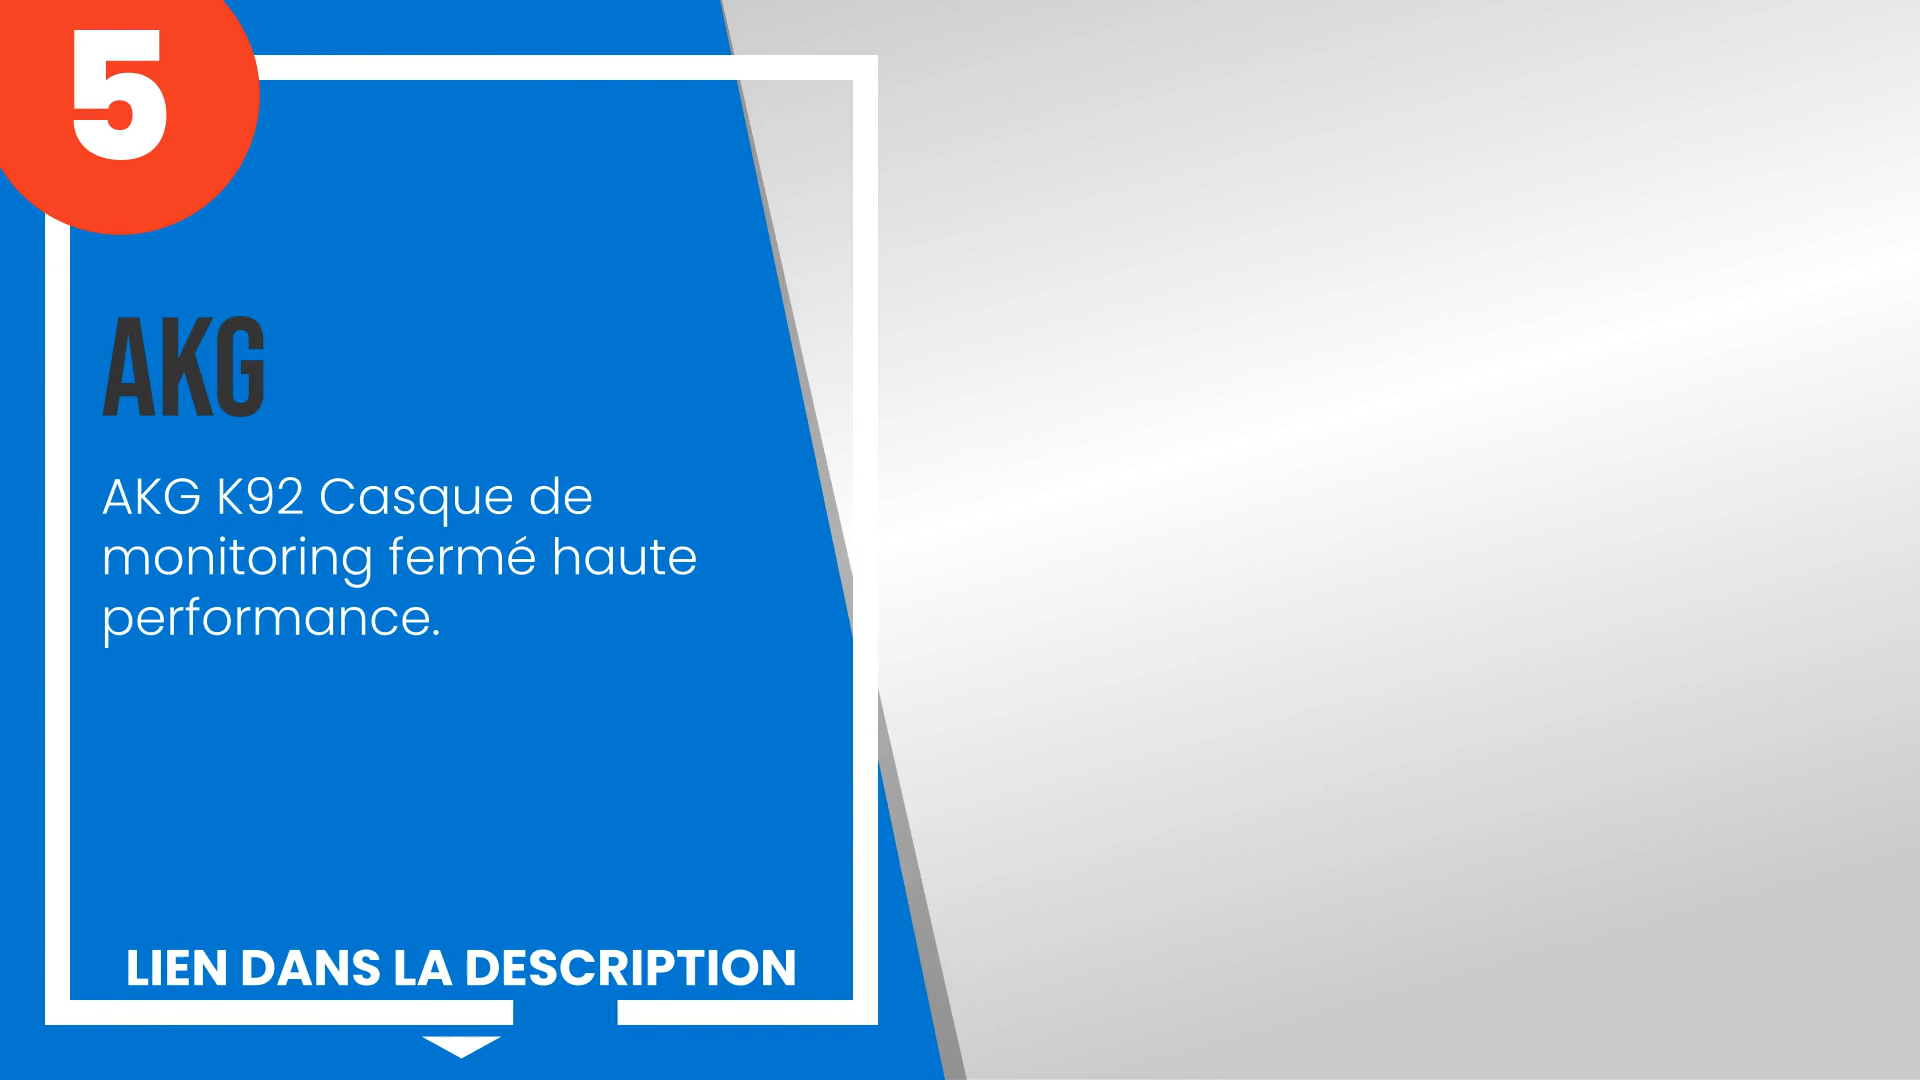 5
AKG
AKG K92 Casque de
monitoring fermé haute
performance.
LIEN DANS LA DESCRIPTION